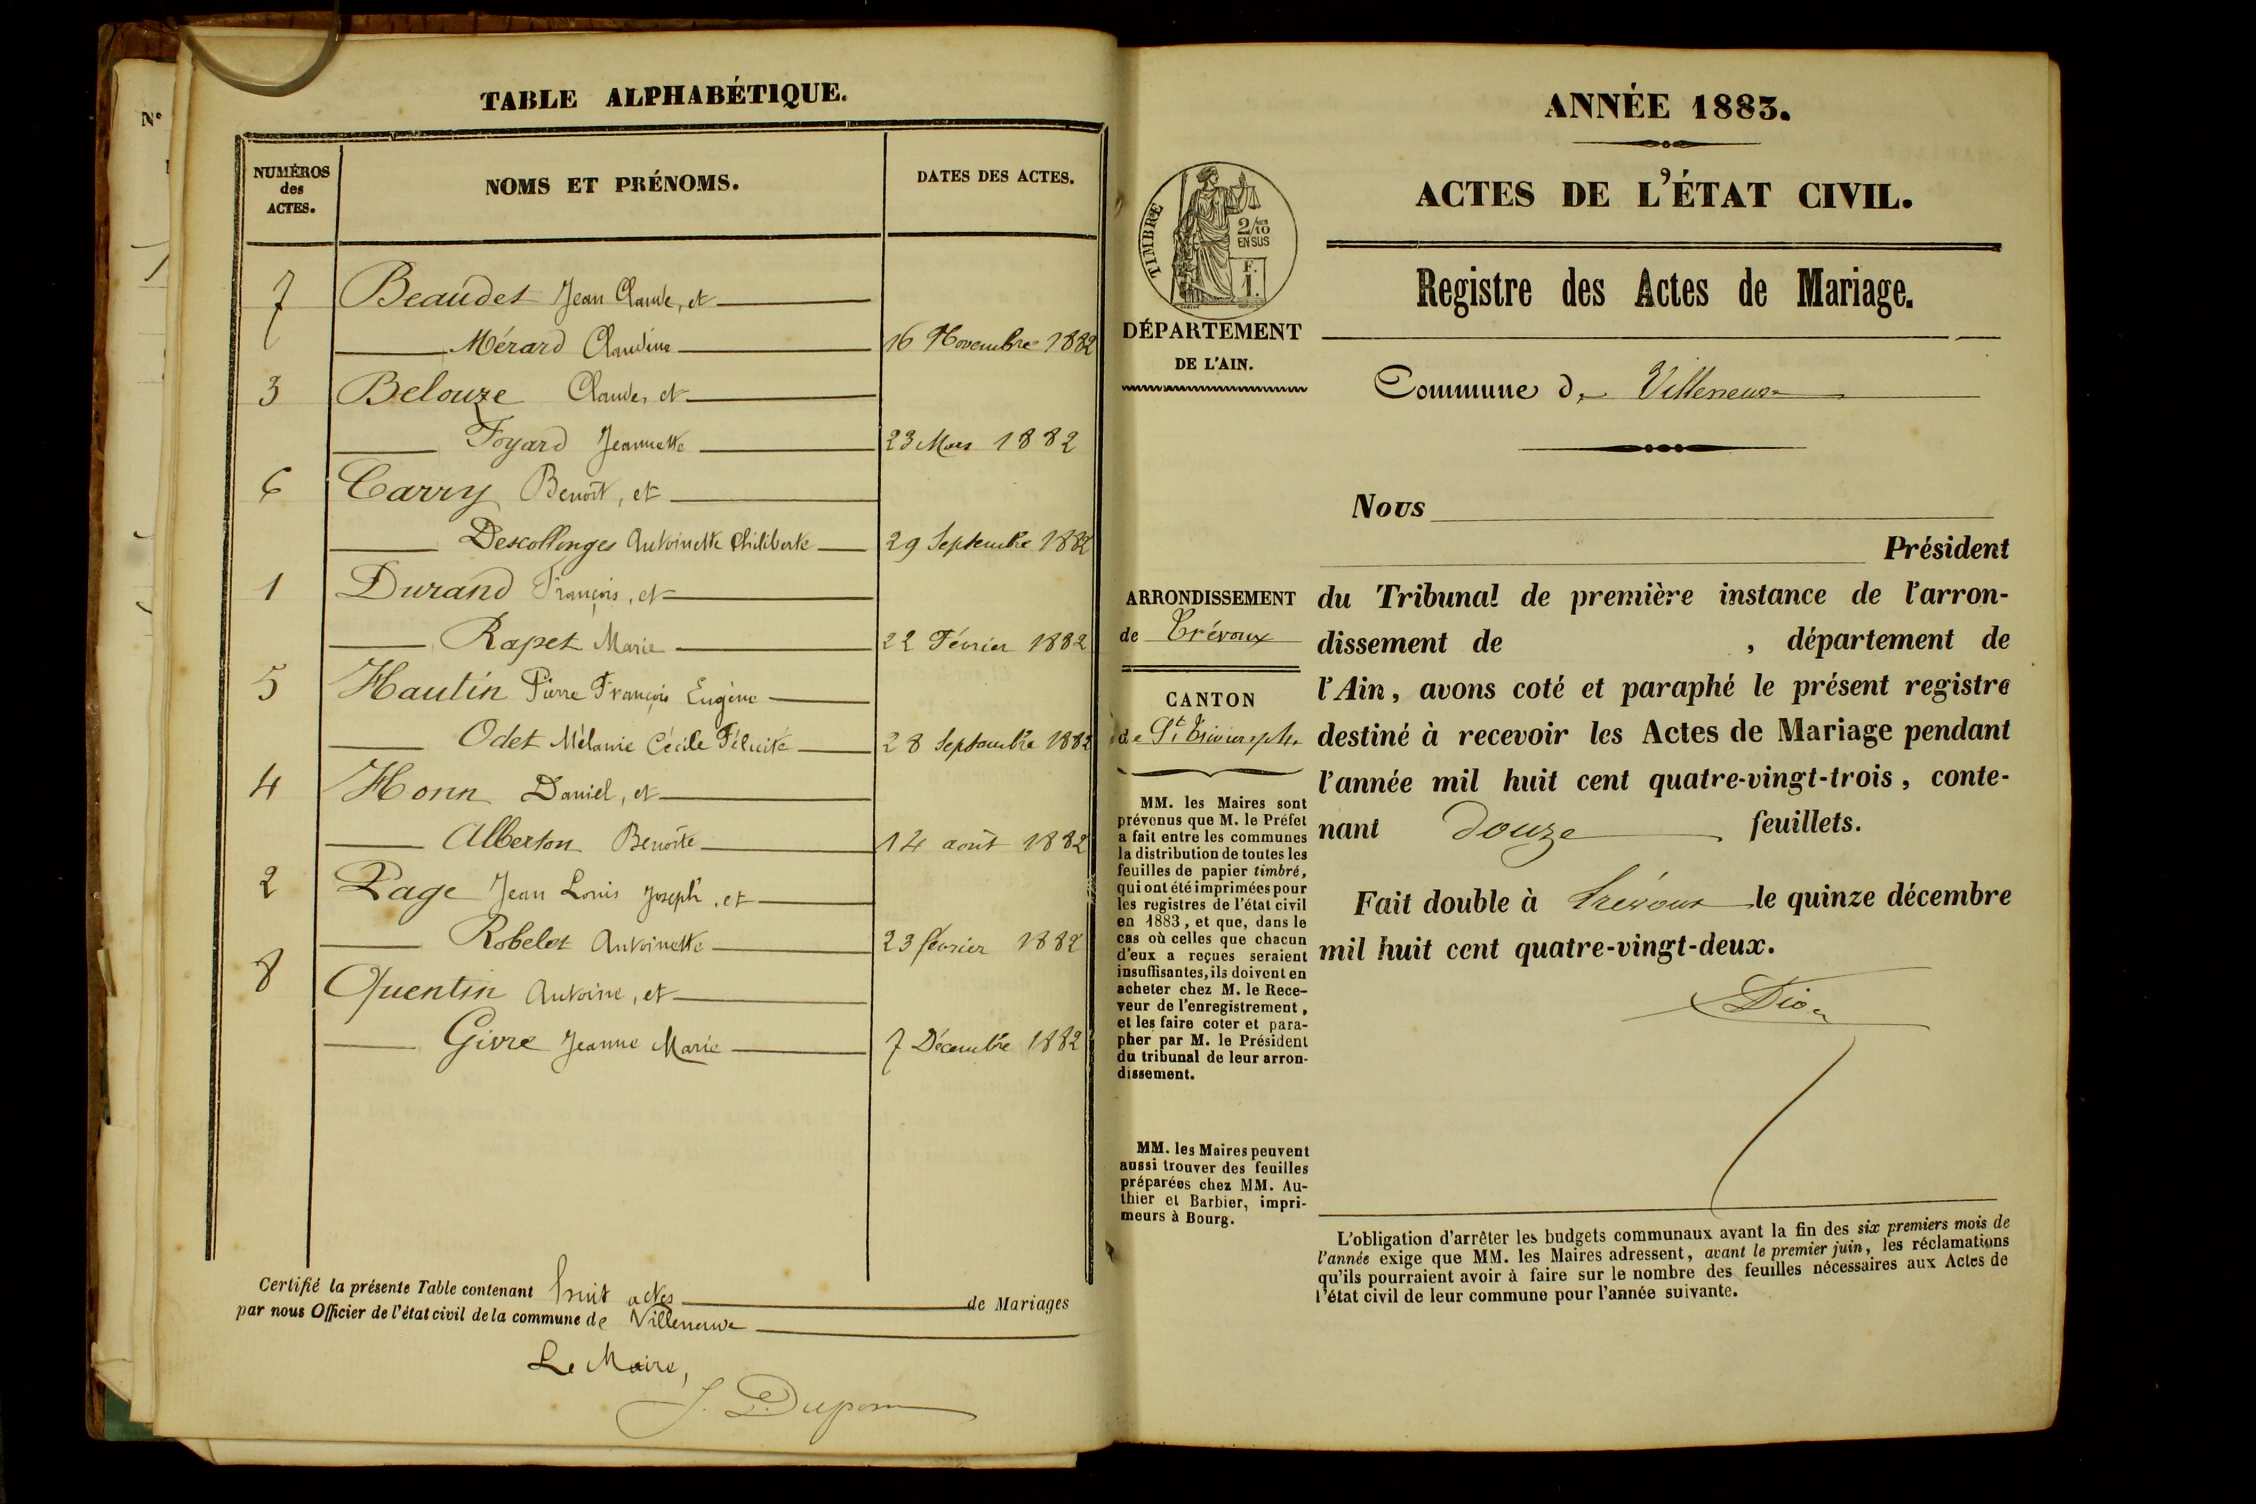 N°
TABLE ALPHABÉTIQUE.
NUMÉROS
des
ACTES.
NOMS ET PRÉNOMS.
DATES DES ACTES.
7 Beaudet Jean Claude, et
Mérard Claudine 16 Novembre 1882
3 Belouze Claude, et
Foyard Jeannette 23 Mars 1882
6 Carry Benoît, et
Descollonges Antoinette Philiberte 29 Septembre 1882
1 Durand François, et
Rapet Marie 22 Février 1882
5 Hautin Pierre François Eugène
Odet Mélanie Cécile Félicité 28 Septembre 1882
4 Honn Daniel, et
Alberton Benoîte 14 août 1882
2 Page Jean Louis Joseph, et
Robelet Antoinette 23 février 1882
8 Quentin Antoine, et
Givre Jeanne Marie 7 Décembre 1882
Certifié la présente Table contenant huit actes de Mariages
par nous Officier de l'état civil de la commune de Villeneuve
Le Maire,
ANNÉE 1883.
ACTES DE L'ÉTAT CIVIL.
TIMBRE
2/10
EN SUS
F.
1.
Registre des Actes de Mariage.
DÉPARTEMENT
DE L'AIN.
Commune de Villeneuve
Nous
Président
du Tribunal de première instance de l'arron-
dissement de , département de
l'Ain, avons coté et paraphé le présent registre
destiné à recevoir les Actes de Mariage pendant
l'année mil huit cent quatre-vingt-trois, conte-
nant douze feuillets.
Fait double à Trévoux le quinze décembre
mil huit cent quatre-vingt-deux.
ARRONDISSEMENT
de Trévoux
CANTON
de St Trivier
MM. les Maires sont
prévenus que M. le Préfet
a fait entre les communes
la distribution de toutes les
feuilles de papier timbré,
qui ont été imprimées pour
les registres de l'état civil
en 1883, et que, dans le
cas où celles que chacun
d'eux a reçues seraient
insuffisantes, ils doivent en
acheter chez M. le Rece-
veur de l'enregistrement,
et les faire coter et para-
pher par M. le Président
du tribunal de leur arron-
dissement.
MM. les Maires peuvent
aussi trouver des feuilles
préparées chez MM. Au-
thier et Barbier, impri-
meurs à Bourg.
L'obligation d'arrêter les budgets communaux avant la fin des six premiers mois de
l'année exige que MM. les Maires adressent, avant le premier juin, les réclamations
qu'ils pourraient avoir à faire sur le nombre des feuilles nécessaires aux Actes de
l'état civil de leur commune pour l'année suivante.